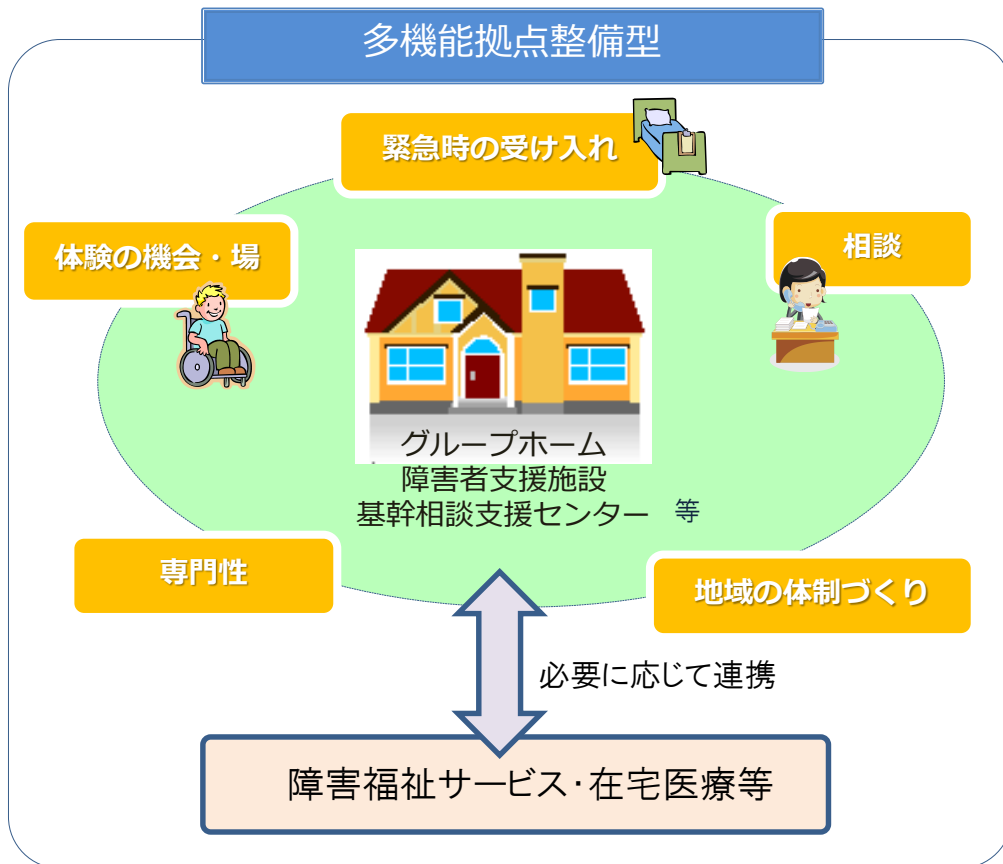 多機能拠点整備型
緊急時の受け入れ
体験の機会・場
相談
グループホーム
障害者支援施設
基幹相談支援センター 等
専門性
地域の体制づくり
必要に応じて連携
障害福祉サービス・在宅医療等